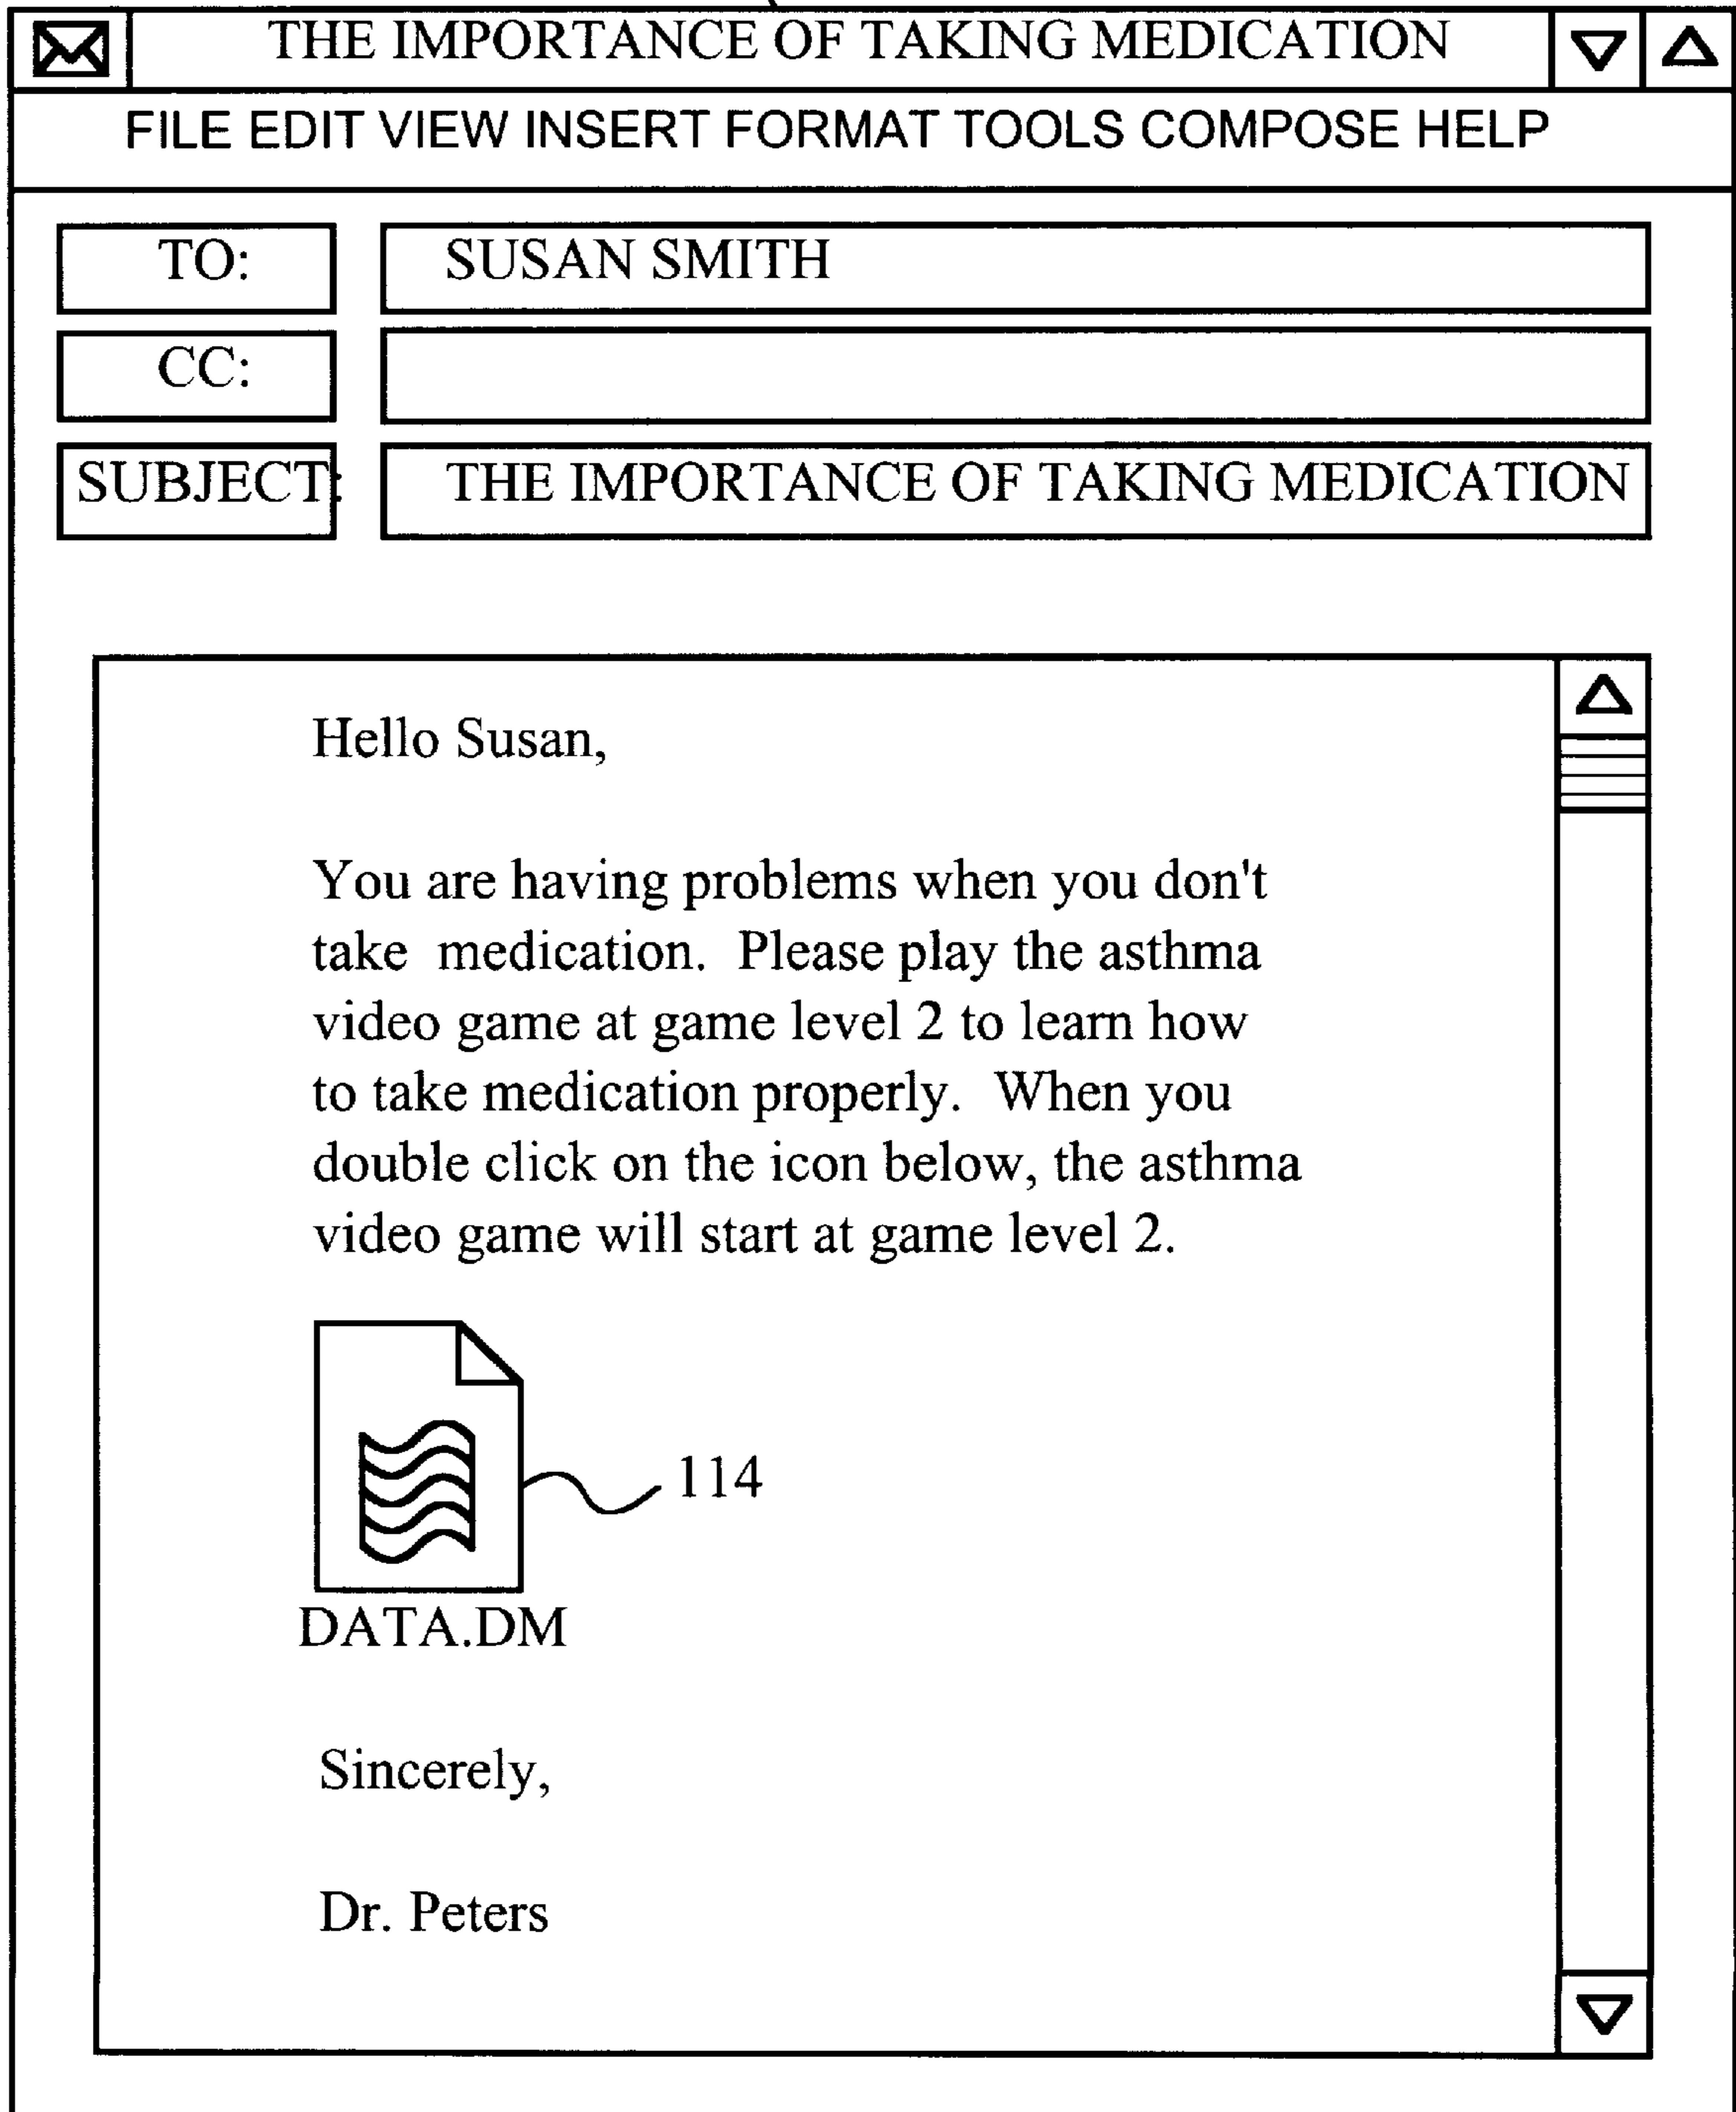 THE IMPORTANCE OF TAKING MEDICATION
FILE EDIT VIEW INSERT FORMAT TOOLS COMPOSE HELP
TO: SUSAN SMITH
CC:
SUBJECT: THE IMPORTANCE OF TAKING MEDICATION
Hello Susan,
You are having problems when you don't
take medication. Please play the asthma
video game at game level 2 to learn how
to take medication properly. When you
double click on the icon below, the asthma
video game will start at game level 2.
114
DATA.DM
Sincerely,
Dr. Peters